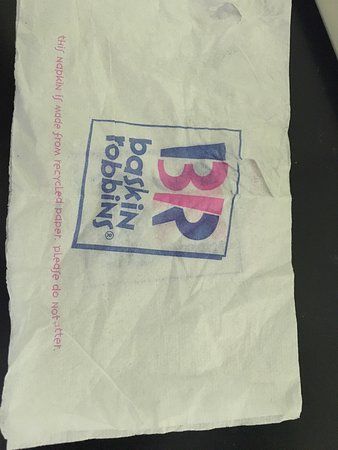 BR
baskin
robbins®
THIS NAPKIN IS MADE FROM RECYCLED PAPER. PLEASE DO NOT